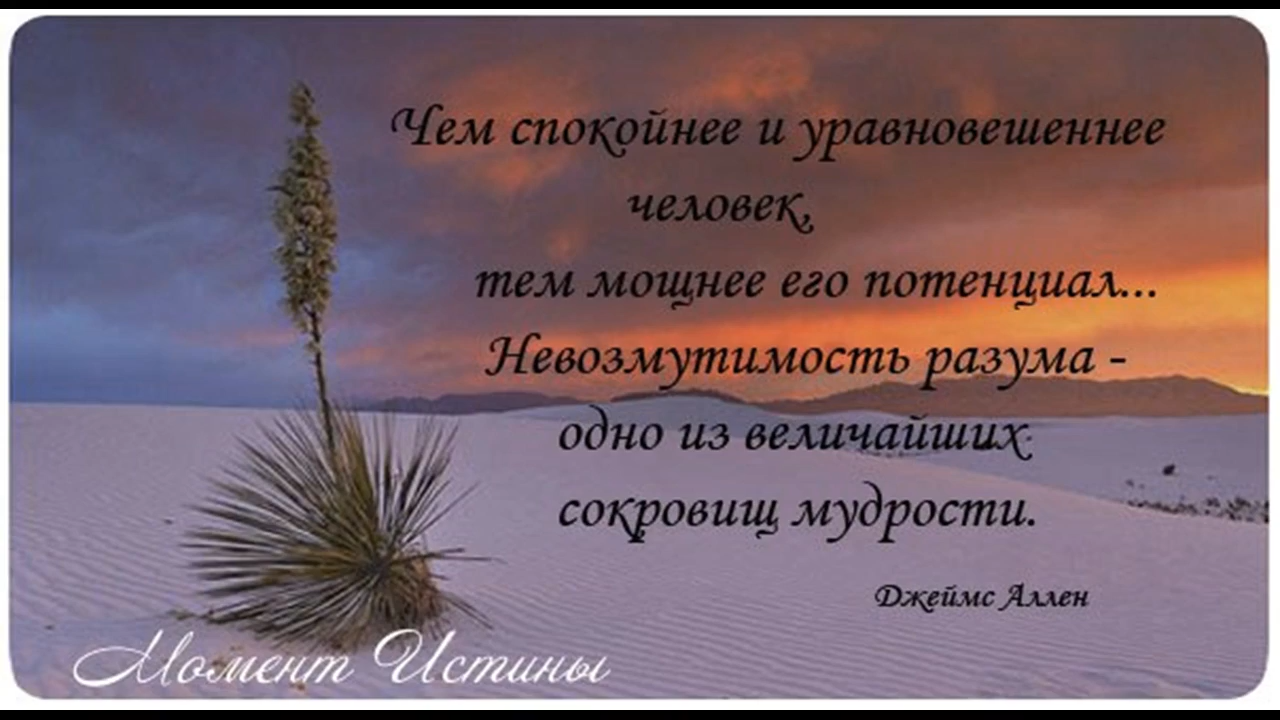 Чем спокойнее и уравновешеннее
человек,
тем мощнее его потенциал...
Невозмутимость разума -
одно из величайших
сокровищ мудрости.
Джеймс Аллен
Момент Истины